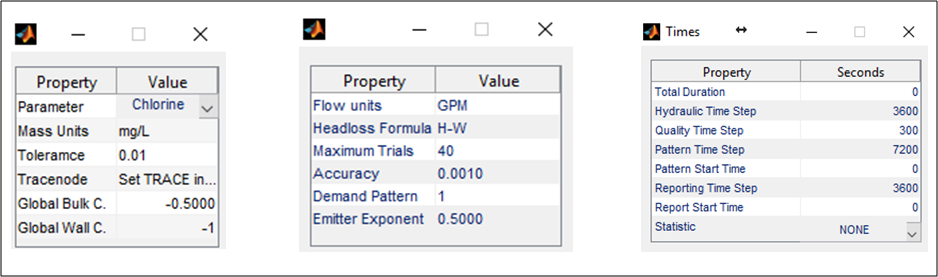 Property Value
Parameter Chlorine
Mass Units mg/L
Toleramce 0.01
Tracenode Set TRACE in...
Global Bulk C. -0.5000
Global Wall C. -1
Property Value
Flow units GPM
Headloss Formula H-W
Maximum Trials 40
Accuracy 0.0010
Demand Pattern 1
Emitter Exponent 0.5000
Times
Property Seconds
Total Duration 0
Hydraulic Time Step 3600
Quality Time Step 300
Pattern Time Step 7200
Pattern Start Time 0
Reporting Time Step 3600
Report Start Time 0
Statistic NONE